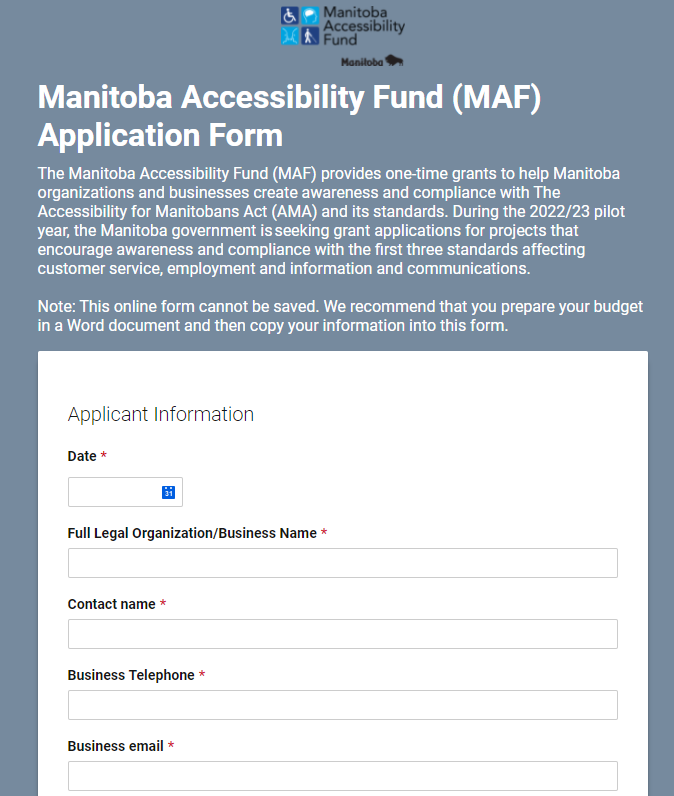 Manitoba
Accessibility
Fund
Manitoba
Manitoba Accessibility Fund (MAF)
Application Form
The Manitoba Accessibility Fund (MAF) provides one-time grants to help Manitoba
organizations and businesses create awareness and compliance with The
Accessibility for Manitobans Act (AMA) and its standards. During the 2022/23 pilot
year, the Manitoba government is seeking grant applications for projects that
encourage awareness and compliance with the first three standards affecting
customer service, employment and information and communications.
Note: This online form cannot be saved. We recommend that you prepare your budget
in a Word document and then copy your information into this form.
Applicant Information
Date *
31
Full Legal Organization/Business Name *
Contact name *
Business Telephone *
Business email *